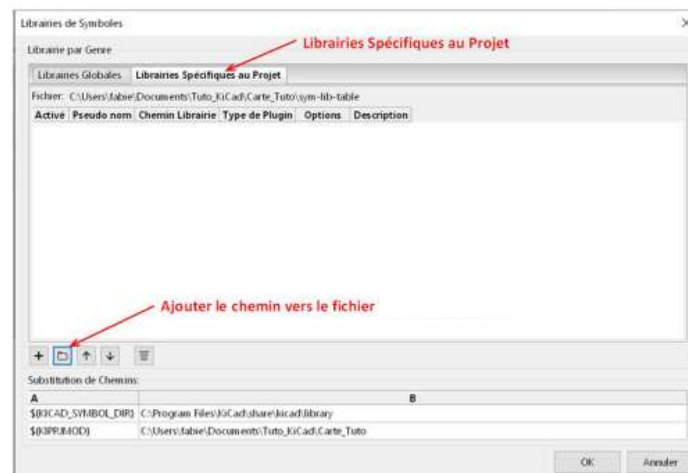 Librairies de Symboles
Librairie par Genre
Librairies Spécifiques au Projet
Librairies Globales Librairies Spécifiques au Projet
Fichier: C:\Users\fabie\Documents\Tuto_KiCad\Carte_Tuto\sym-lib-table
Activé Pseudo nom Chemin Librairie Type de Plugin Options Description
Ajouter le chemin vers le fichier
Substitution de Chemins:
A B
${KICAD_SYMBOL_DIR} C:\Program Files\KiCad\share\kicad\library
${KIPRJMOD} C:\Users\fabie\Documents\Tuto_KiCad\Carte_Tuto
OK Annuler